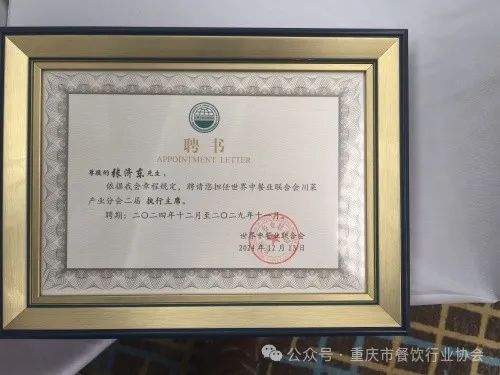 聘书
APPOINTMENT LETTER
尊敬的张济东先生：
依据我会章程规定，聘请您担任世界中餐业联合会川菜
产业分会二届 执行主席。
聘期：二〇二四年十二月至二〇二九年十一月
世界中餐业联合会
2024年12月13日
公众号·重庆市餐饮行业协会